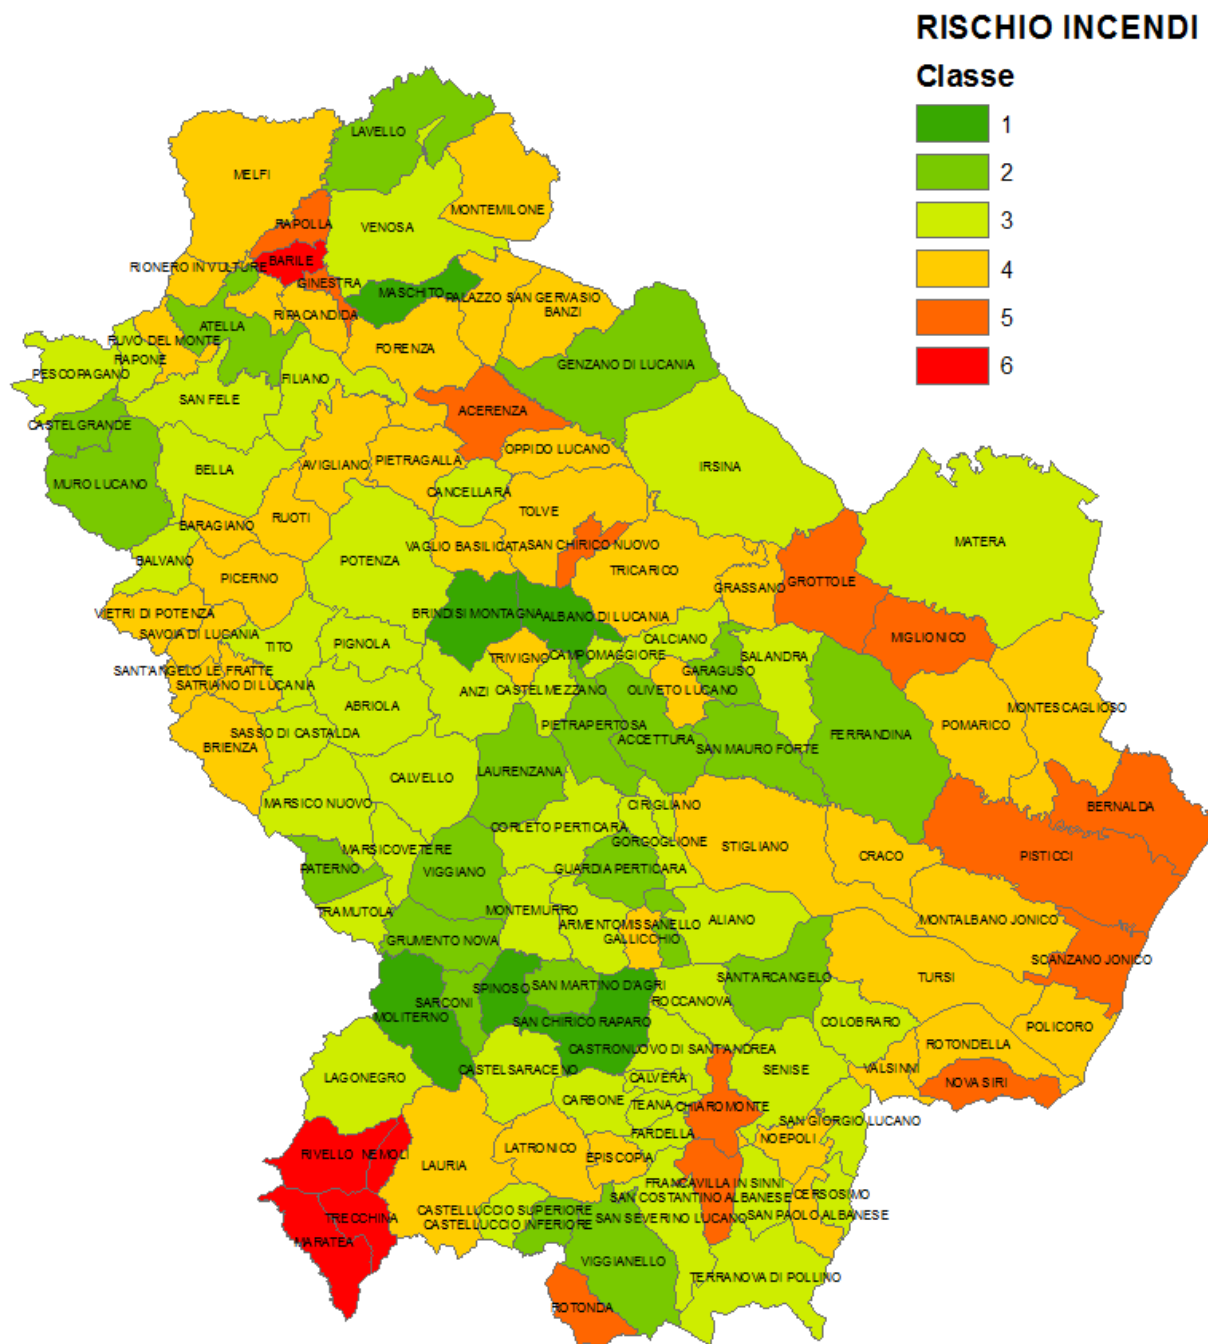 RISCHIO INCENDI
Classe
1
2
3
4
5
6
LAVELLO
MELFI
MONTEMILONE
RAPOLLA
VENOSA
BARILE
RIONERO IN VULTURE
GINESTRA
MASCHITO
PALAZZO SAN GERVASIO
BANZI
RIPACANDIDA
ATELLA
RUVO DEL MONTE
FORENZA
RAPONE
PESCOPAGANO
GENZANO DI LUCANIA
FILIANO
SAN FELE
ACERENZA
CASTELGRANDE
OPPIDO LUCANO
PIETRAGALLA
AVIGLIANO
IRSINA
BELLA
MURO LUCANO
CANCELLARA
TOLVE
RUOTI
BARAGIANO
MATERA
VAGLIO BASILICATA
SAN CHIRICO NUOVO
BALVANO
POTENZA
TRICARICO
PICERNO
GROTTOLE
GRASSANO
VIETRI DI POTENZA
BRINDISI MONTAGNA
ALBANO DI LUCANIA
SAVOIA DI LUCANIA
TITO
PIGNOLA
CALCIANO
MIGLIONICO
TRIVIGNO
CAMPOMAGGIORE
SALANDRA
SANT'ANGELO LE FRATTE
GARAGUSO
SATRIANO DI LUCANIA
ANZI
CASTELMEZZANO
OLIVETO LUCANO
ABRIOLA
MONTESCAGLIOSO
PIETRAPERTOSA
POMARICO
SASSO DI CASTALDA
ACCETTURA
FERRANDINA
BRIENZA
SAN MAURO FORTE
LAURENZANA
CALVELLO
MARSICO NUOVO
CIRIGLIANO
BERNALDA
CORLETO PERTICARA
GORGOGLIONE
STIGLIANO
MARSICOVETERE
CRACO
PISTICCI
PATERNO
VIGGIANO
GUARDIA PERTICARA
TRAMUTOLA
MONTEMURRO
ARMENTO
MISSANELLO
ALIANO
MONTALBANO JONICO
GRUMENTO NOVA
GALLICCHIO
SCANZANO JONICO
SANT'ARCANGELO
TURSI
SPINOSO
SAN MARTINO D'AGRI
SARCONI
ROCCANOVA
MOLITERNO
SAN CHIRICO RAPARO
COLOBRARO
POLICORO
ROTONDELLA
CASTRONUOVO DI SANT'ANDREA
CASTELSARACENO
SENISE
VALSINNI
LAGONEGRO
CALVERA
NOVA SIRI
CARBONE
TEANA
CHIAROMONTE
SAN GIORGIO LUCANO
FARDELLA
NOEPOLI
LATRONICO
RIVELLO
NEMOLI
EPISCOPIA
LAURIA
FRANCAVILLA IN SINNI
CERSOSIMO
SAN COSTANTINO ALBANESE
CASTELLUCCIO SUPERIORE
TRECCHINA
SAN SEVERINO LUCANO
SAN PAOLO ALBANESE
CASTELLUCCIO INFERIORE
MARATEA
VIGGIANELLO
TERRANOVA DI POLLINO
ROTONDA